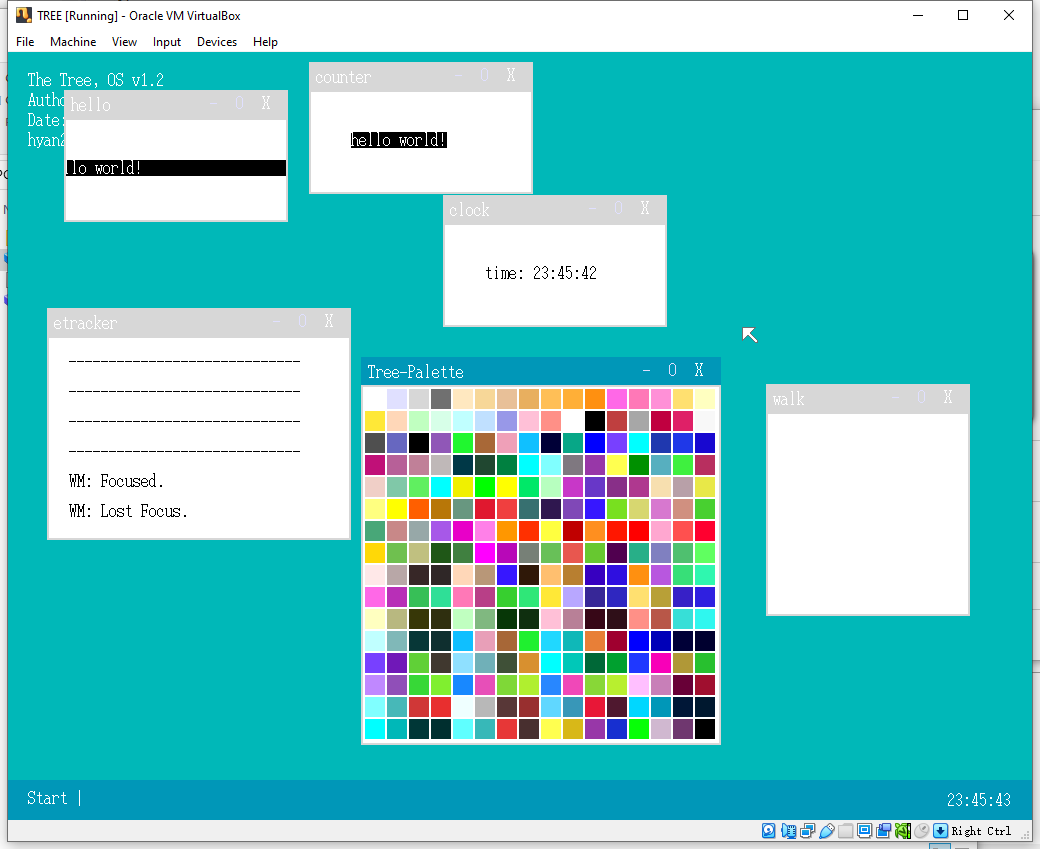 TREE [Running] - Oracle VM VirtualBox
File Machine View Input Devices Help
The Tree, OS v1.2
Autho
Date:
hello - O X
lo world!
counter - O X
hello world!
clock - O X
time: 23:45:42
etracker - O X
-----------------------------
-----------------------------
-----------------------------
-----------------------------
WM: Focused.
WM: Lost Focus.
Tree-Palette - O X
walk - O X
Start |
23:45:43
Right Ctrl